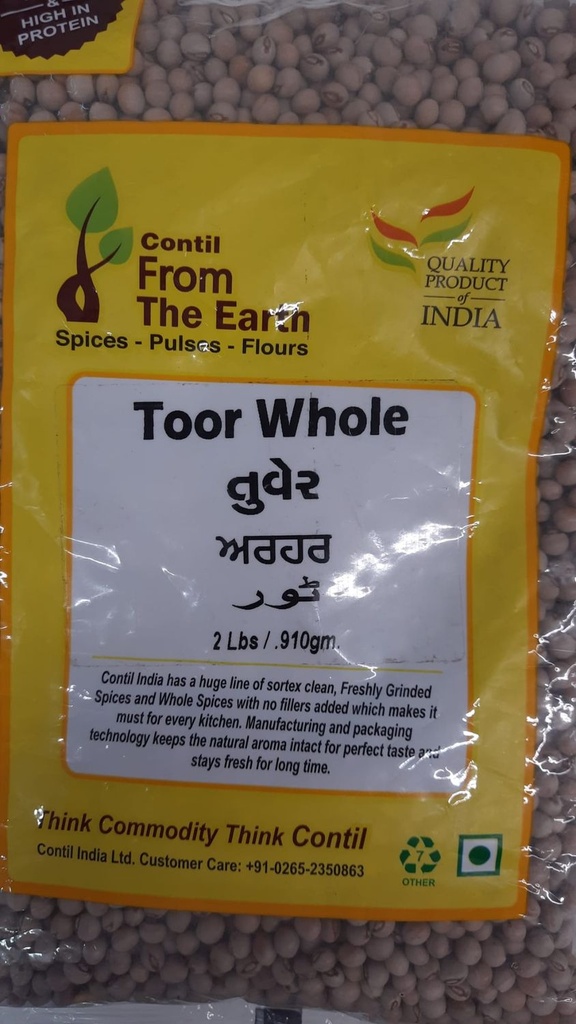 &
HIGH IN
PROTEIN
Contil
From
The Earth
Spices - Pulses - Flours
QUALITY
PRODUCT
of
INDIA
Toor Whole
તુવેર
ਅਰਹਰ
ٹور
2 Lbs / .910gm.
Contil India has a huge line of sortex clean, Freshly Grinded
Spices and Whole Spices with no fillers added which makes it
must for every kitchen. Manufacturing and packaging
technology keeps the natural aroma intact for perfect taste and
stays fresh for long time.
Think Commodity Think Contil
Contil India Ltd. Customer Care: +91-0265-2350863
7
OTHER